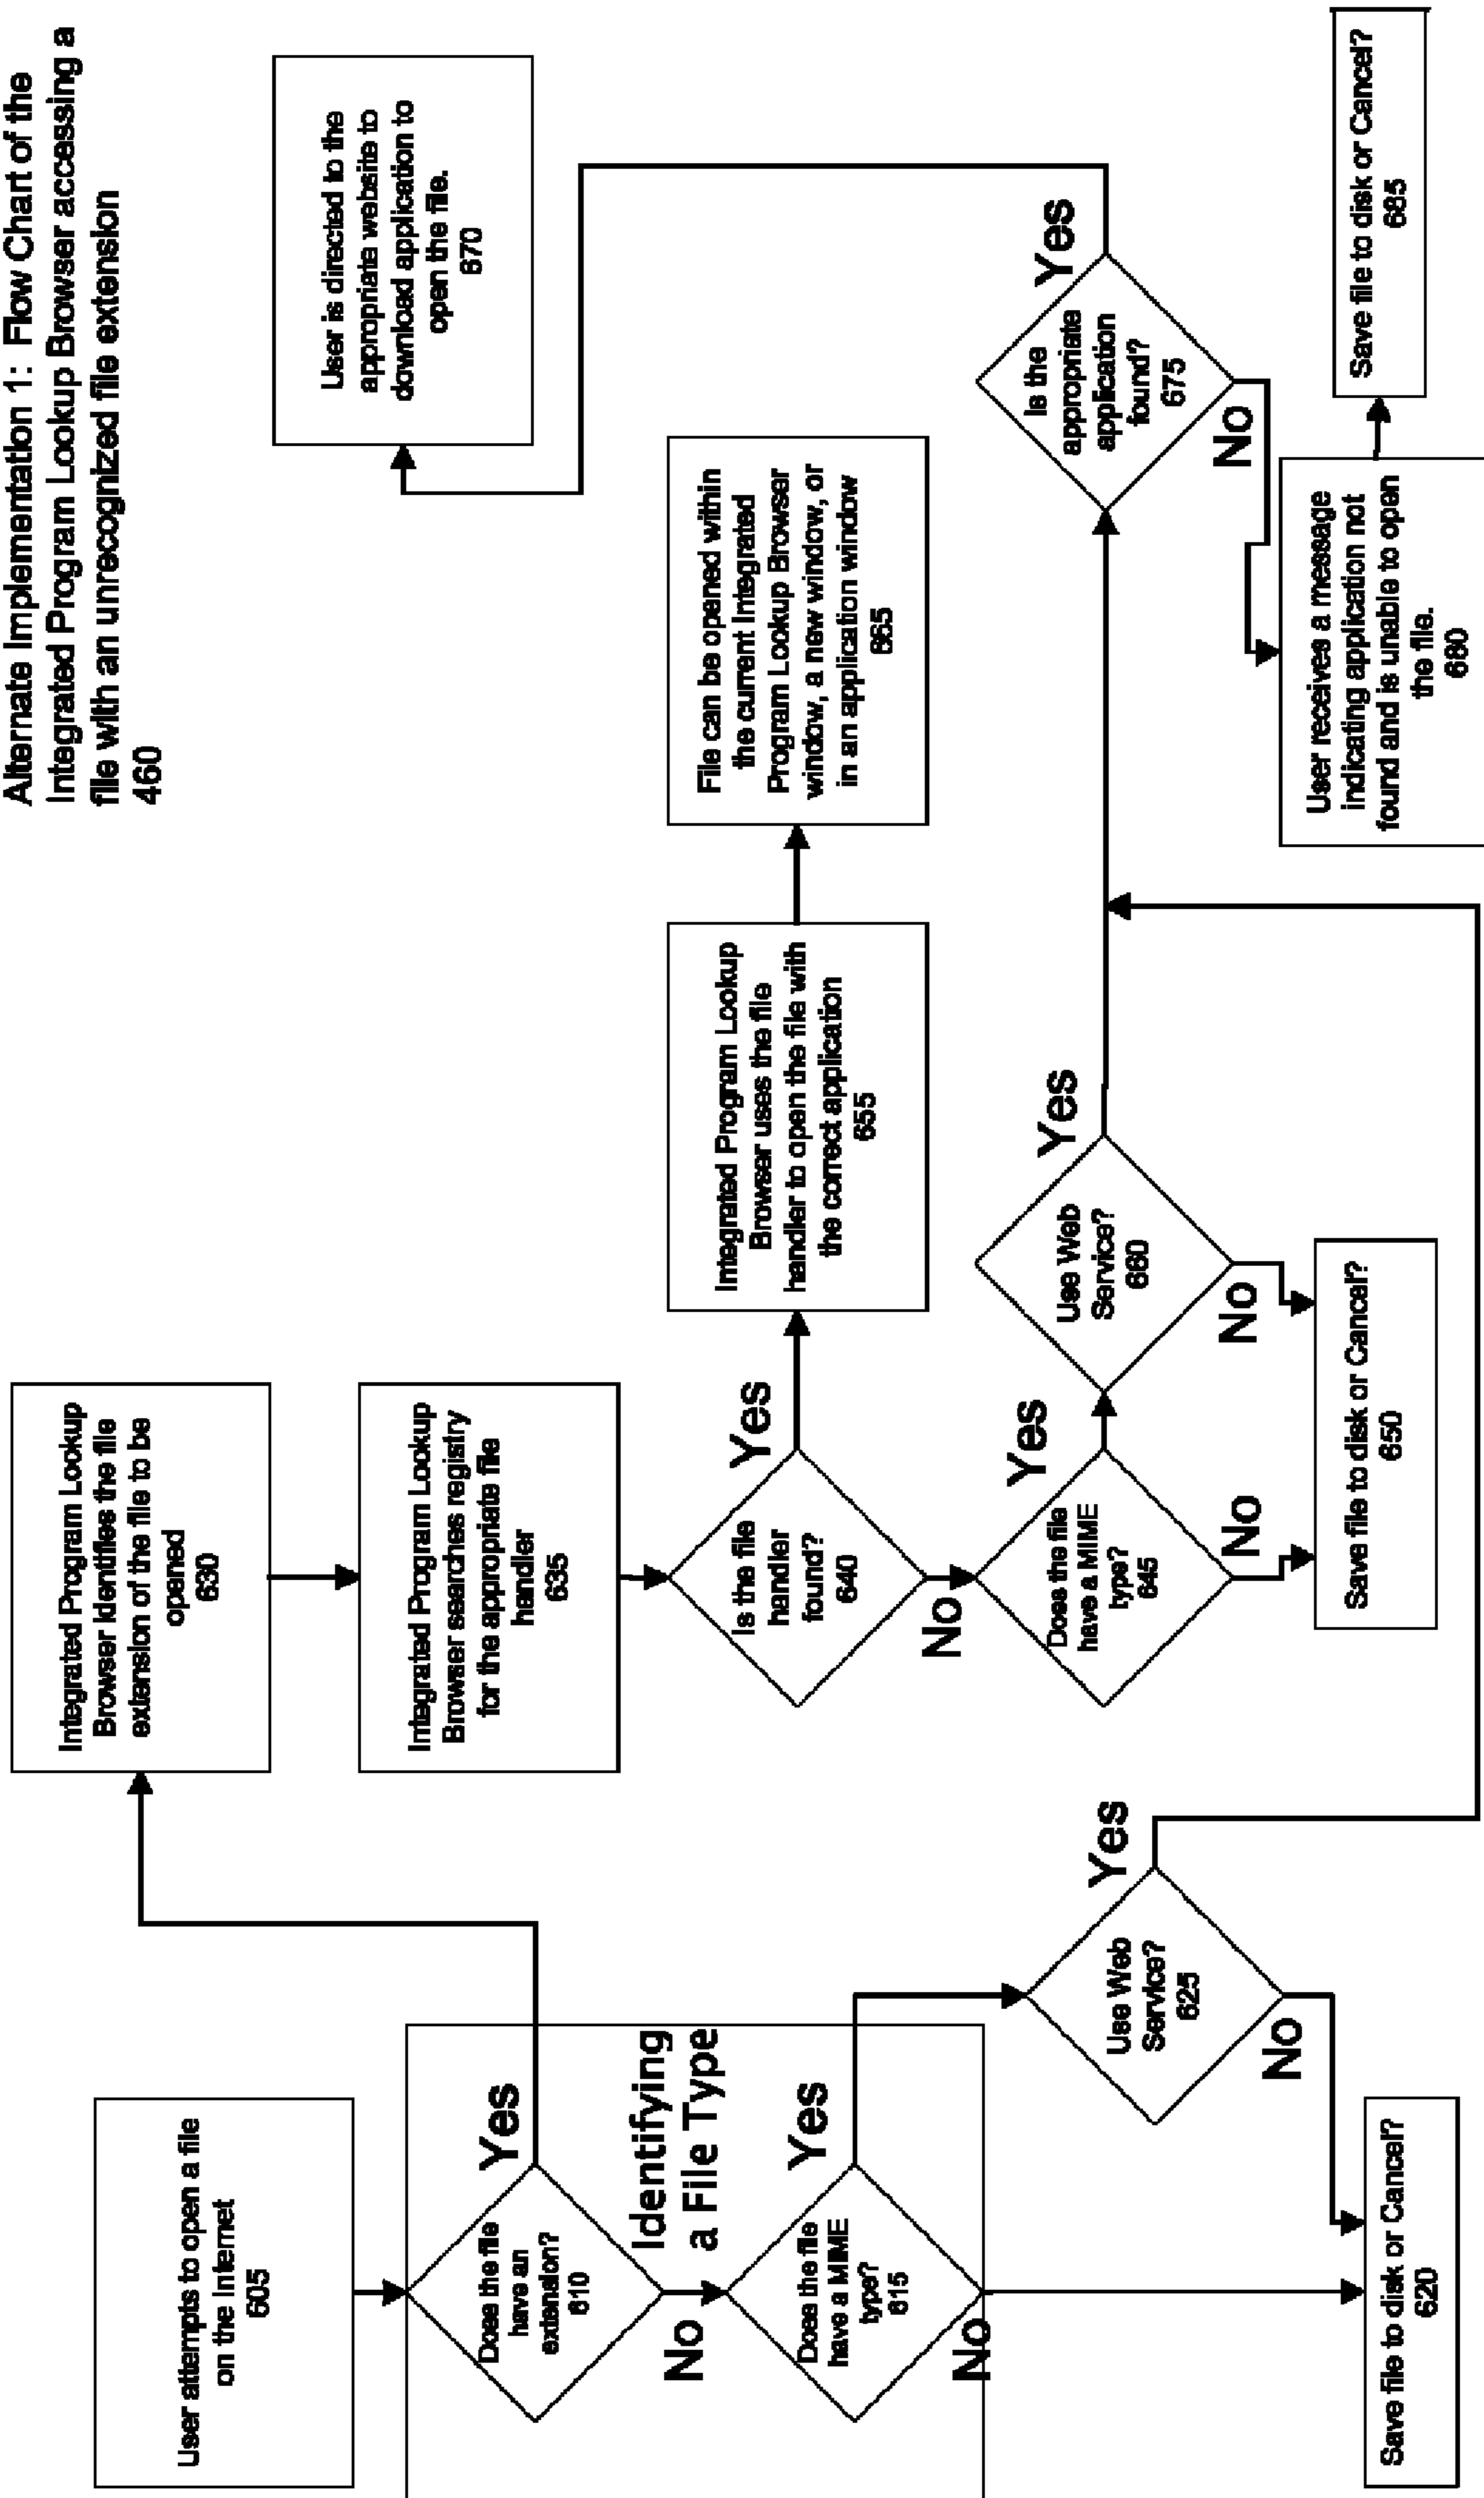 Alternate Implementation 1: Flow Chart of the
Integrated Program Lookup Browser accessing a
file with an unrecognized file extension
460
User attempts to open a file
on the Internet
605
Does the file
have an
extension?
610
Yes
No
Identifying
a File Type
Does the file
have a MIME
type?
615
Yes
No
Save file to disk or Cancel?
620
Use Web
Service?
625
Yes
No
Integrated Program Lookup
Browser identifies the file
extension of the file to be
opened
630
Integrated Program Lookup
Browser searches registry
for the appropriate file
handler
635
Is the file
handler
found?
640
Yes
No
Does the file
have a MIME
type?
645
Yes
No
Save file to disk or Cancel?
650
Integrated Program Lookup
Browser uses the file
handler to open the file with
the correct application
655
Use Web
Service?
660
Yes
No
File can be opened within
the current Integrated
Program Lookup Browser
window, a new window, or
in an application window
665
User is directed to the
appropriate website to
download application to
open the file.
670
Is the
appropriate
application
found?
675
Yes
No
User receives a message
indicating application not
found and is unable to open
the file.
680
Save file to disk or Cancel?
685